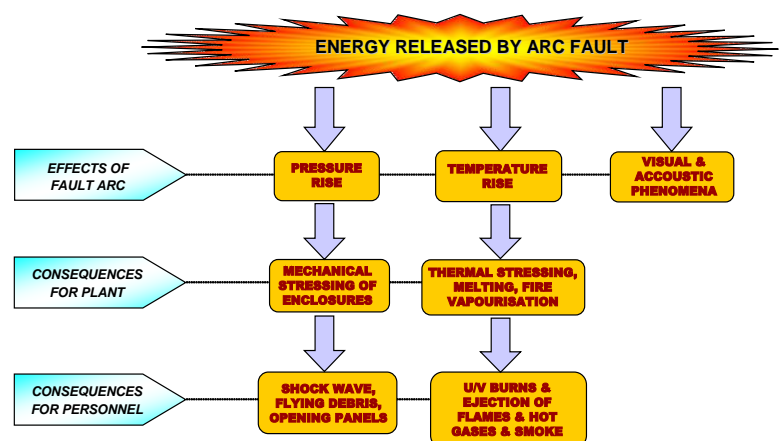 ENERGY RELEASED BY ARC FAULT
EFFECTS OF
FAULT ARC
PRESSURE
RISE
TEMPERATURE
RISE
VISUAL &
ACCOUSTIC
PHENOMENA
CONSEQUENCES
FOR PLANT
MECHANICAL
STRESSING OF
ENCLOSURES
THERMAL STRESSING,
MELTING, FIRE
VAPOURISATION
CONSEQUENCES
FOR PERSONNEL
SHOCK WAVE,
FLYING DEBRIS,
OPENING PANELS
U/V BURNS &
EJECTION OF
FLAMES & HOT
GASES & SMOKE